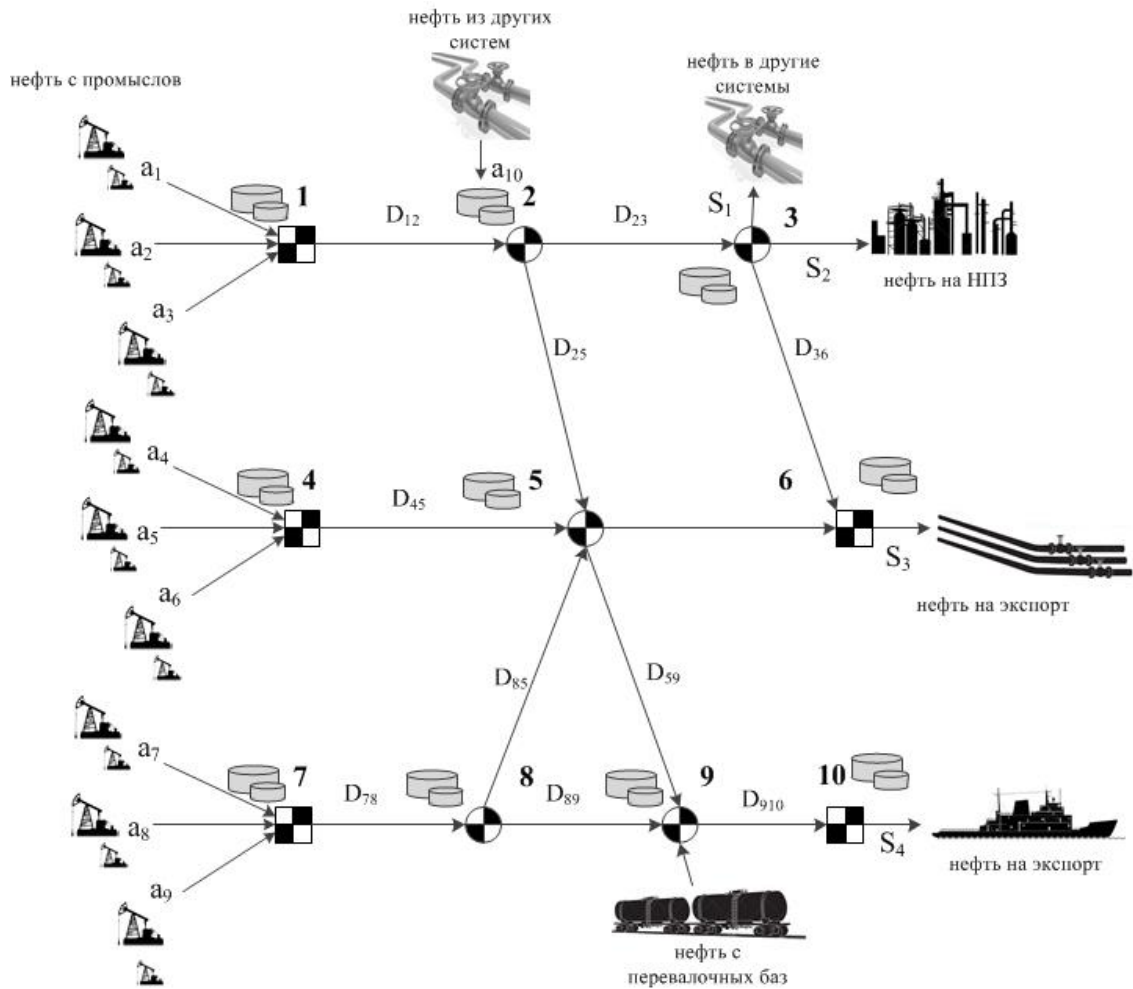 нефть из других
систем
нефть в другие
системы
нефть с промыслов
a₁
a₁₀
1
2
3
D₁₂
D₂₃
S₁
a₂
S₂
нефть на НПЗ
a₃
D₂₅
D₃₆
a₄
4
5
6
D₄₅
a₅
S₃
a₆
нефть на экспорт
D₈₅
D₅₉
a₇
7
8
9
10
D₇₈
D₈₉
D₉₁₀
a₈
S₄
нефть на экспорт
a₉
нефть с
перевалочных баз